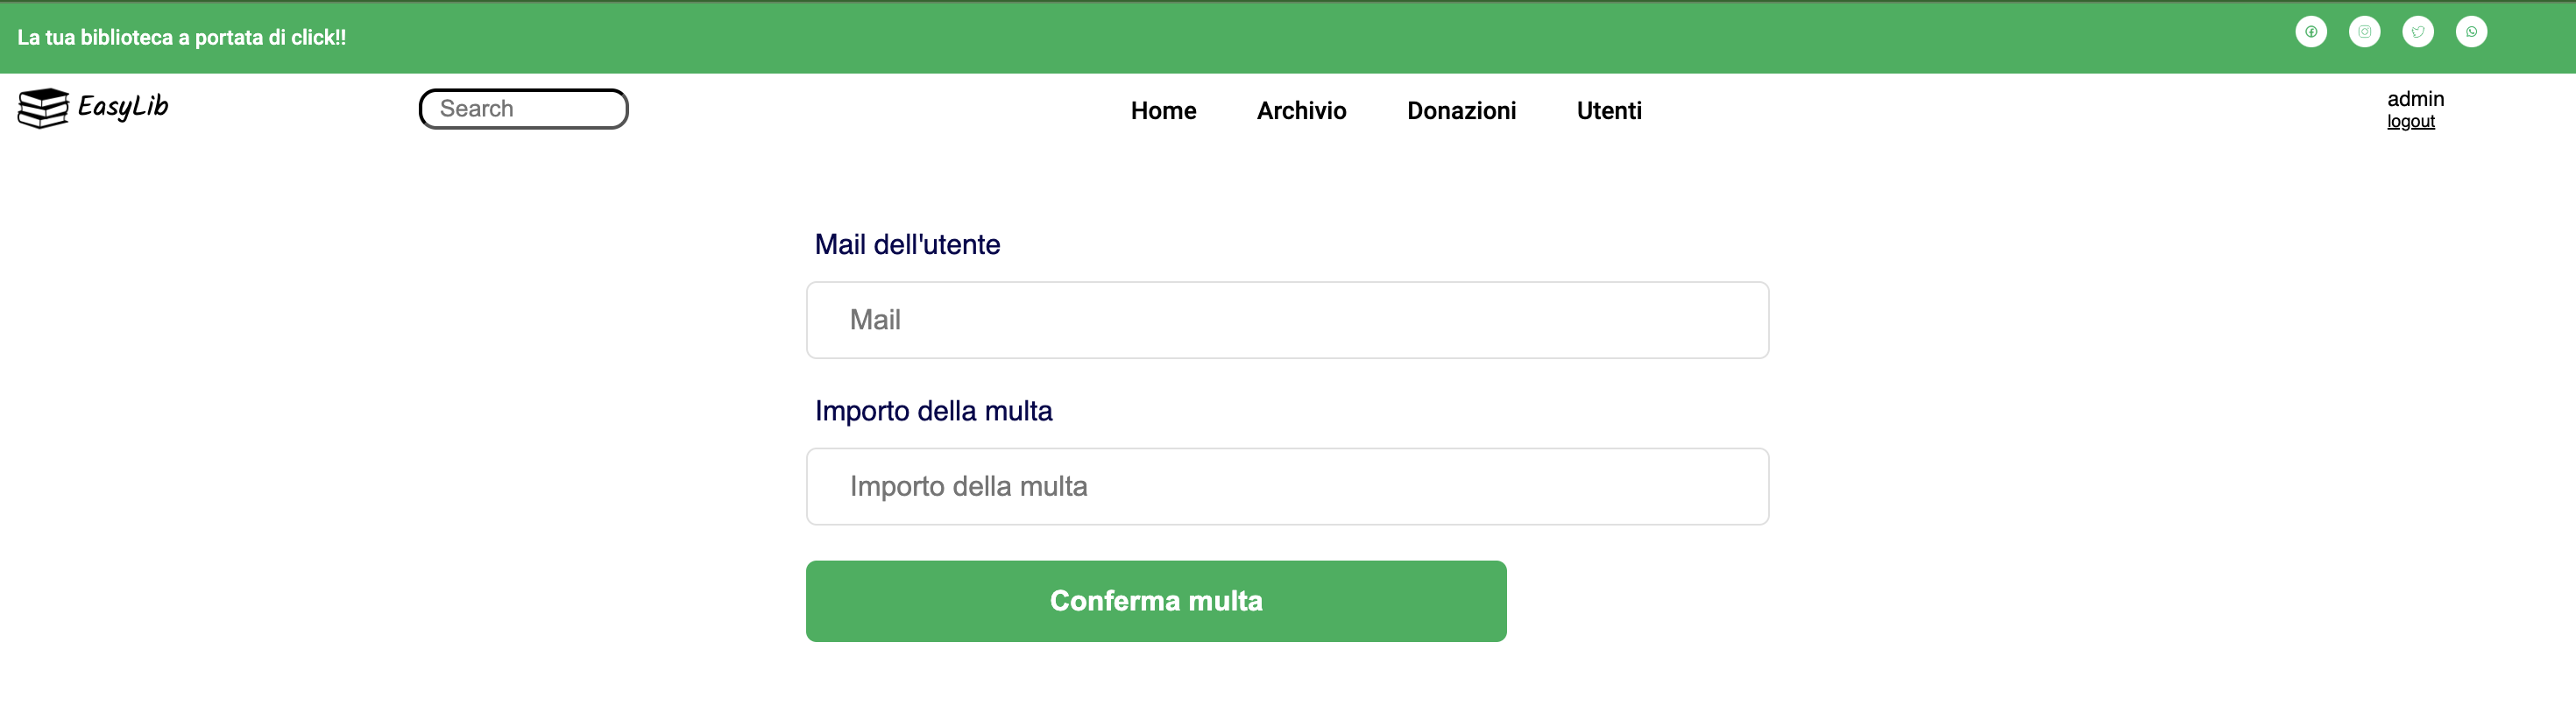 La tua biblioteca a portata di click!!
EasyLib
Search
Home Archivio Donazioni Utenti
admin
logout
Mail dell'utente
Mail
Importo della multa
Importo della multa
Conferma multa